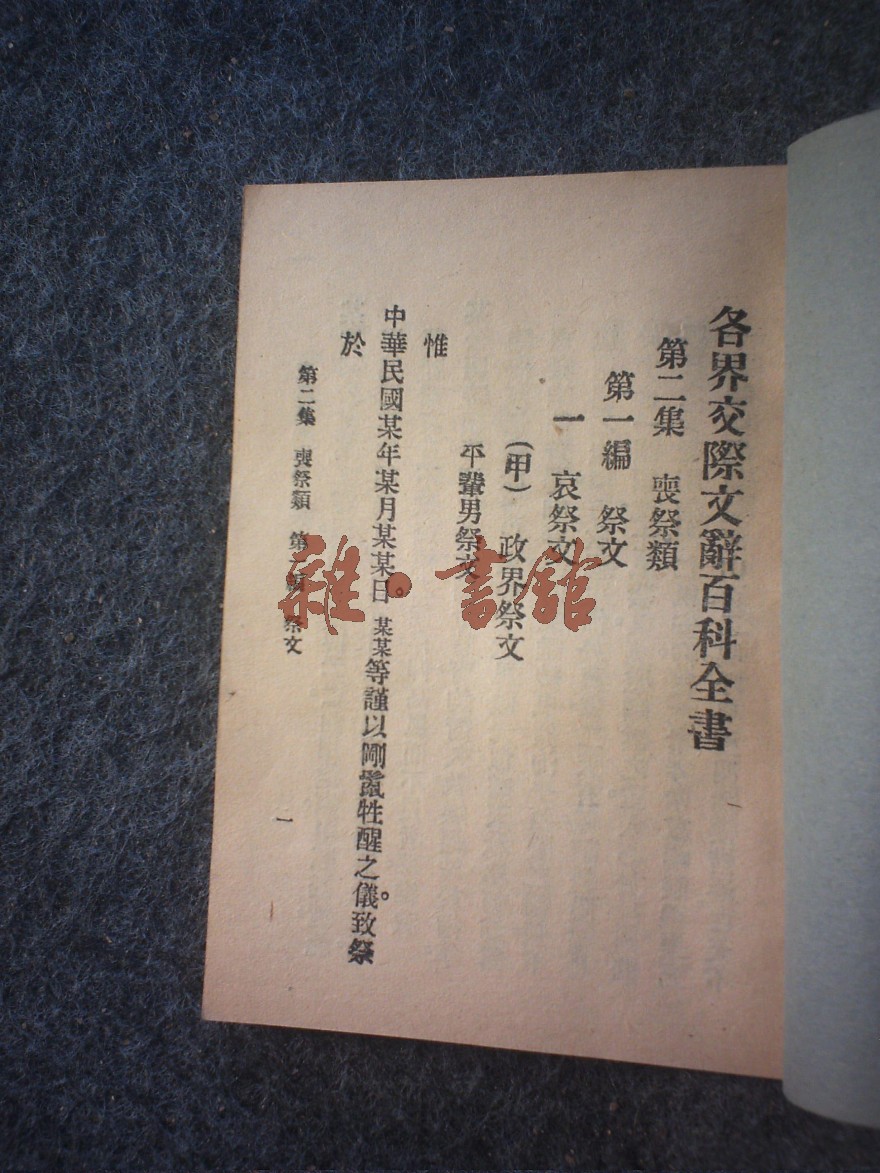 各界交際文辭百科全書
第二集　喪祭類
第一編　祭文
一　哀祭文
(甲)　政界祭文
平輩男祭文
惟
中華民國某年某月某某日。某某等謹以剛鬣牲醒之儀。致祭
於
第二集　喪祭類　第　祭文
一
雜·書館